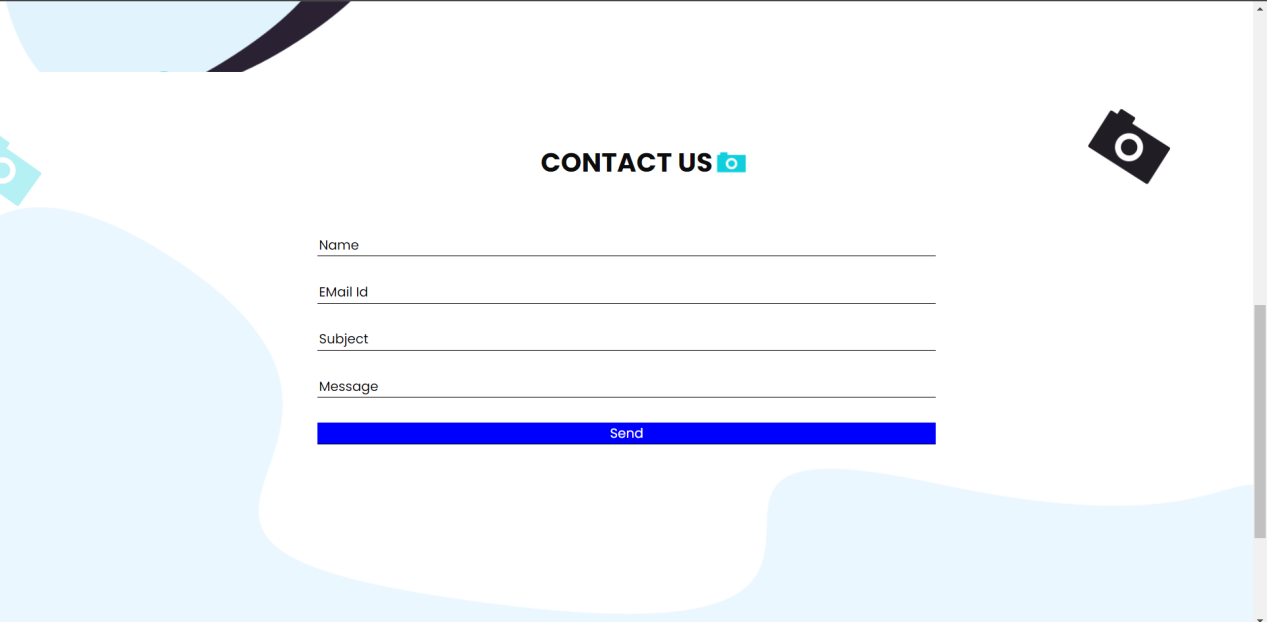 CONTACT US
Name
EMail Id
Subject
Message
Send